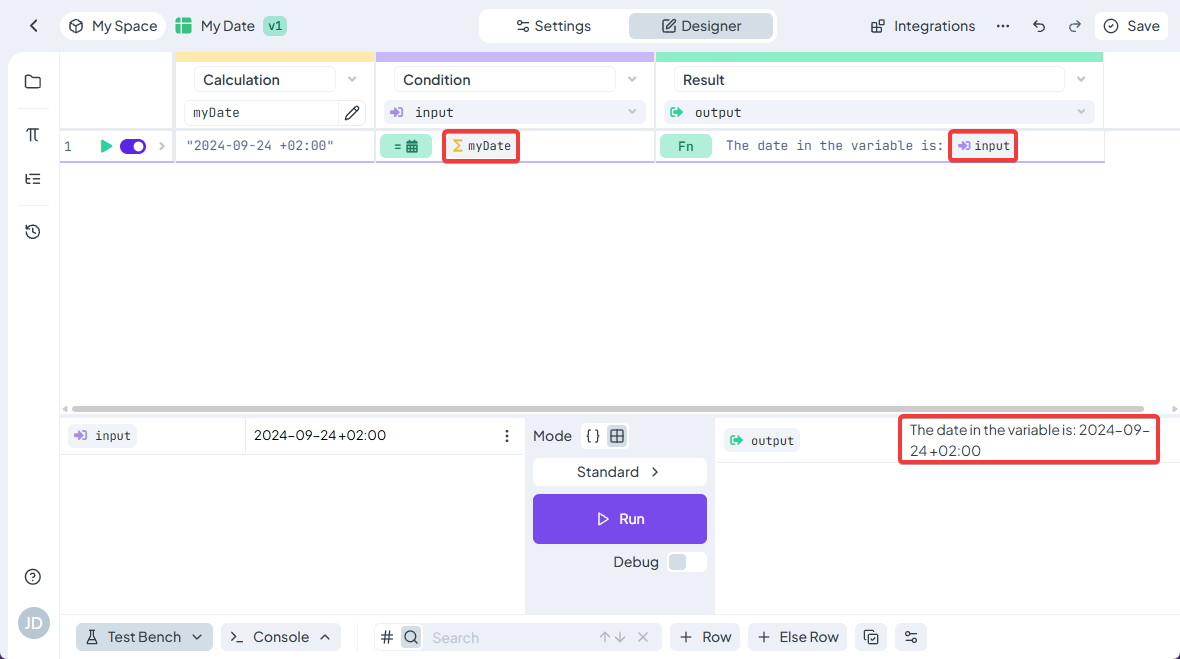 My Space My Date v1 Settings Designer Integrations ... Save
Calculation Condition Result
myDate input output
1 "2024-09-24 +02:00" = Σ myDate Fn The date in the variable is: input
input 2024-09-24 +02:00 Mode { } output The date in the variable is: 2024-09-
24 +02:00
Standard
Run
Debug
JD
Test Bench Console # Search + Row + Else Row